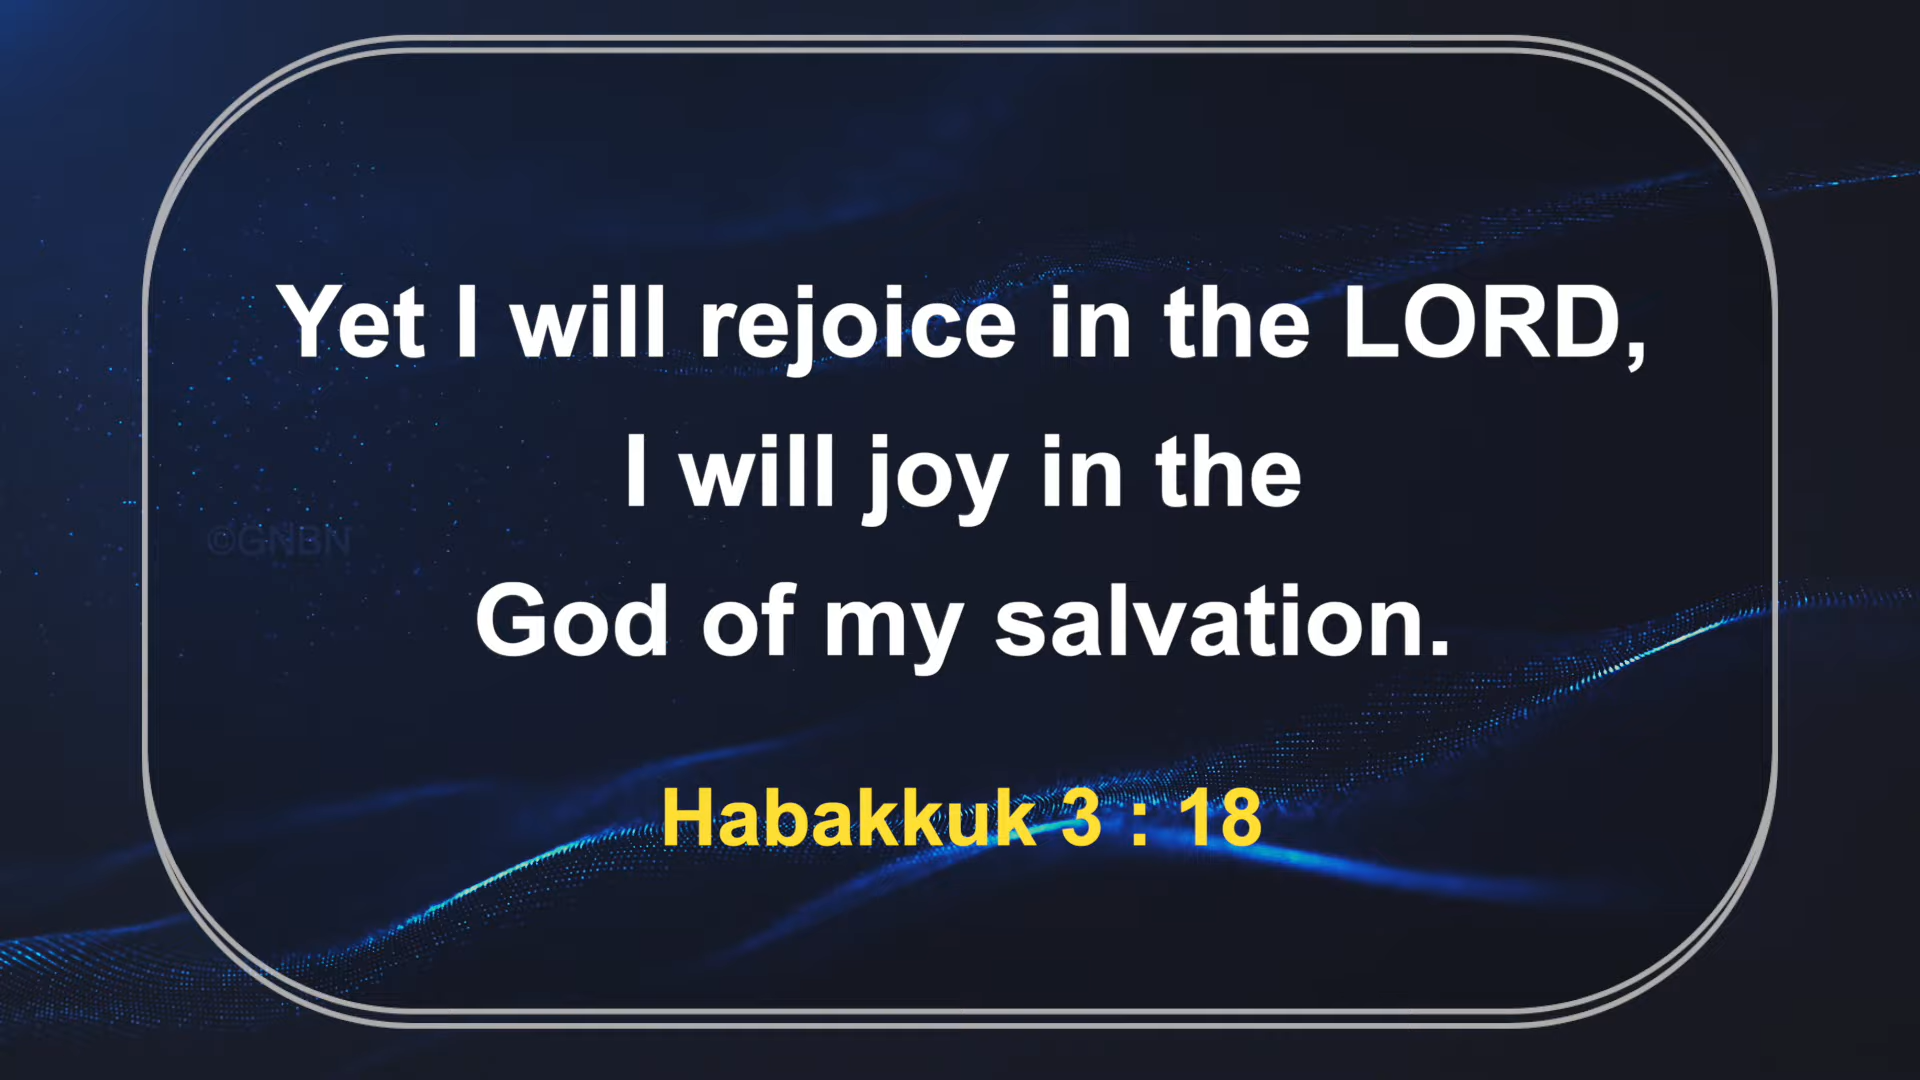 Yet I will rejoice in the LORD,
I will joy in the
©GNBN
God of my salvation.
Habakkuk 3 : 18